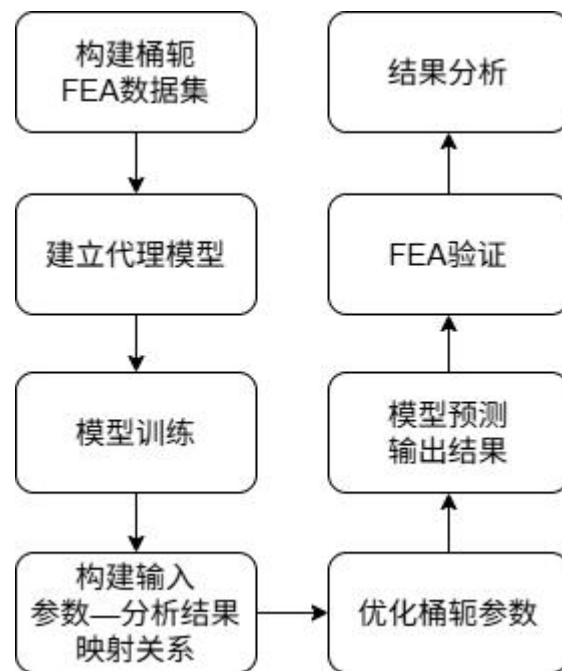 构建桶轭
FEA数据集
建立代理模型
模型训练
构建输入
参数—分析结果
映射关系
优化桶轭参数
模型预测
输出结果
FEA验证
结果分析